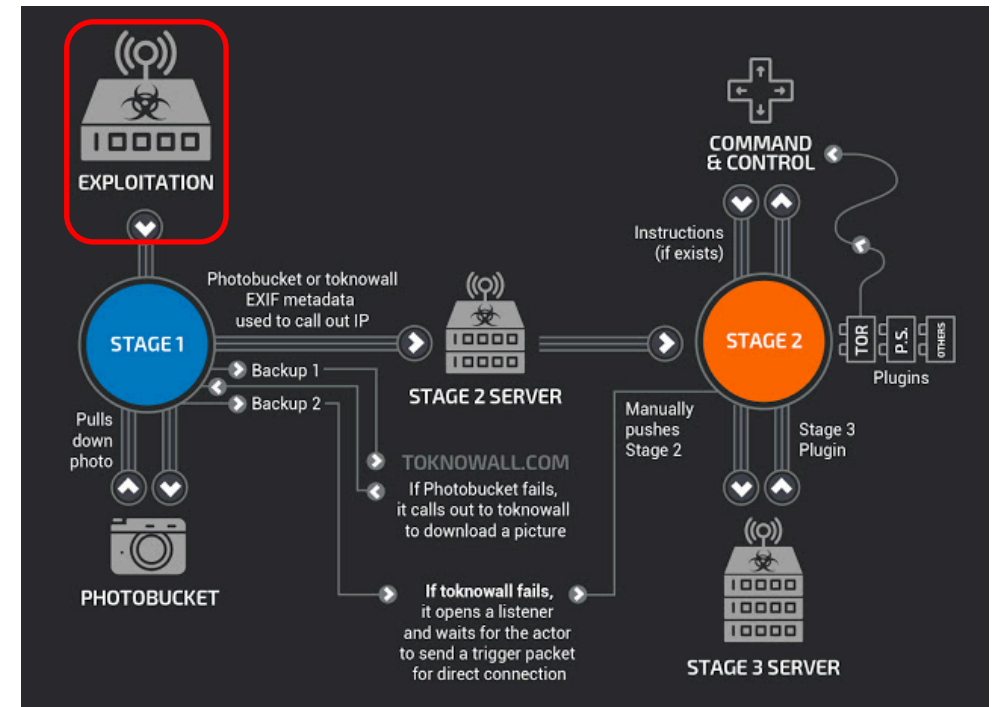 EXPLOITATION
COMMAND
& CONTROL
Instructions
(if exists)
Photobucket or toknowall
EXIF metadata
used to call out IP
STAGE 1
STAGE 2 SERVER
STAGE 2
TOR
P.S.
OTHERS
Plugins
Backup 1
Backup 2
Pulls
down
photo
TOKNOWALL.COM
If Photobucket fails,
it calls out to toknowall
to download a picture
Manually
pushes
Stage 2
Stage 3
Plugin
PHOTOBUCKET
If toknowall fails,
it opens a listener
and waits for the actor
to send a trigger packet
for direct connection
STAGE 3 SERVER